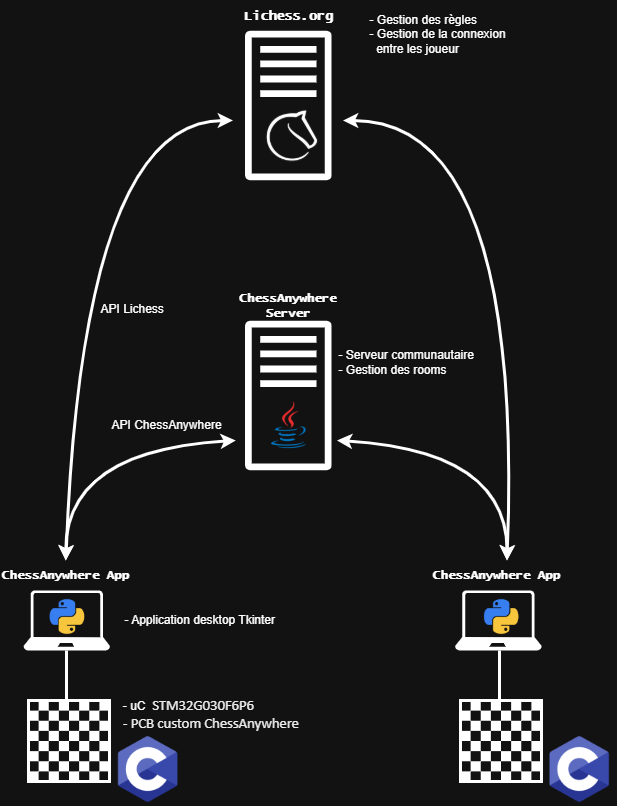 Lichess.org
- Gestion des règles
- Gestion de la connexion
entre les joueur
API Lichess
ChessAnywhere
Server
- Serveur communautaire
- Gestion des rooms
API ChessAnywhere
ChessAnywhere App
ChessAnywhere App
- Application desktop Tkinter
- uC STM32G030F6P6
- PCB custom ChessAnywhere
C
C